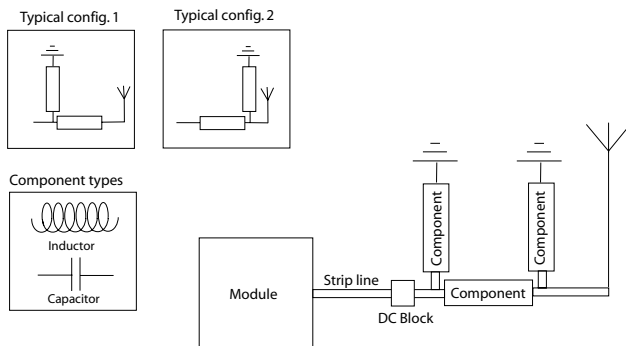 Typical config. 1
Typical config. 2
Component types
Inductor
Capacitor
Module
Strip line
DC Block
Component
Component
Component